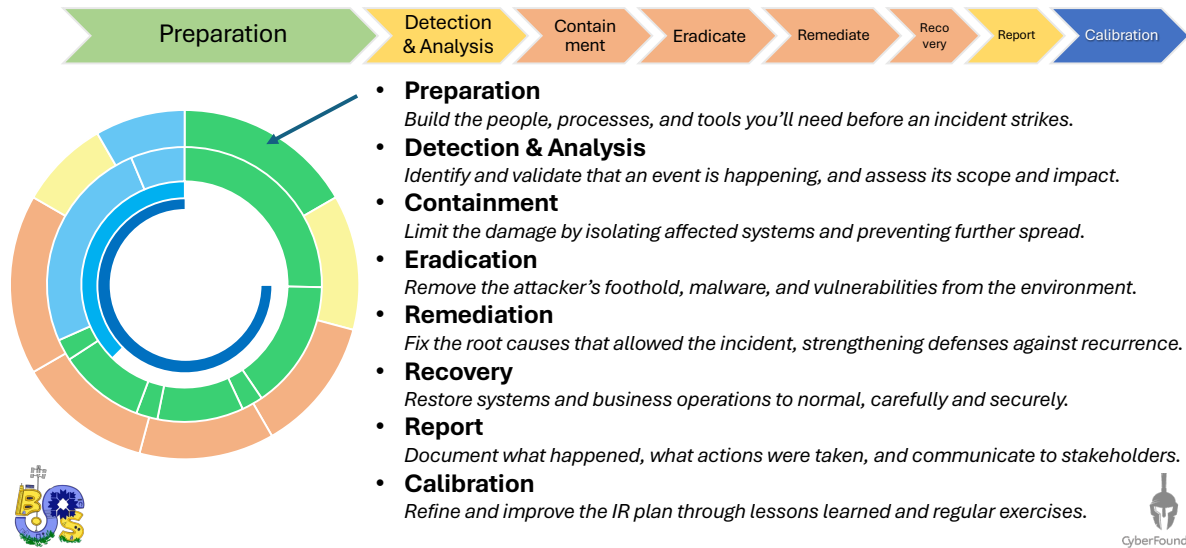 Preparation
Detection
& Analysis
Contain
ment
Eradicate
Remediate
Reco
very
Report
Calibration
• Preparation
Build the people, processes, and tools you’ll need before an incident strikes.
• Detection & Analysis
Identify and validate that an event is happening, and assess its scope and impact.
• Containment
Limit the damage by isolating affected systems and preventing further spread.
• Eradication
Remove the attacker’s foothold, malware, and vulnerabilities from the environment.
• Remediation
Fix the root causes that allowed the incident, strengthening defenses against recurrence.
• Recovery
Restore systems and business operations to normal, carefully and securely.
• Report
Document what happened, what actions were taken, and communicate to stakeholders.
• Calibration
Refine and improve the IR plan through lessons learned and regular exercises.
BCS
CyberFound